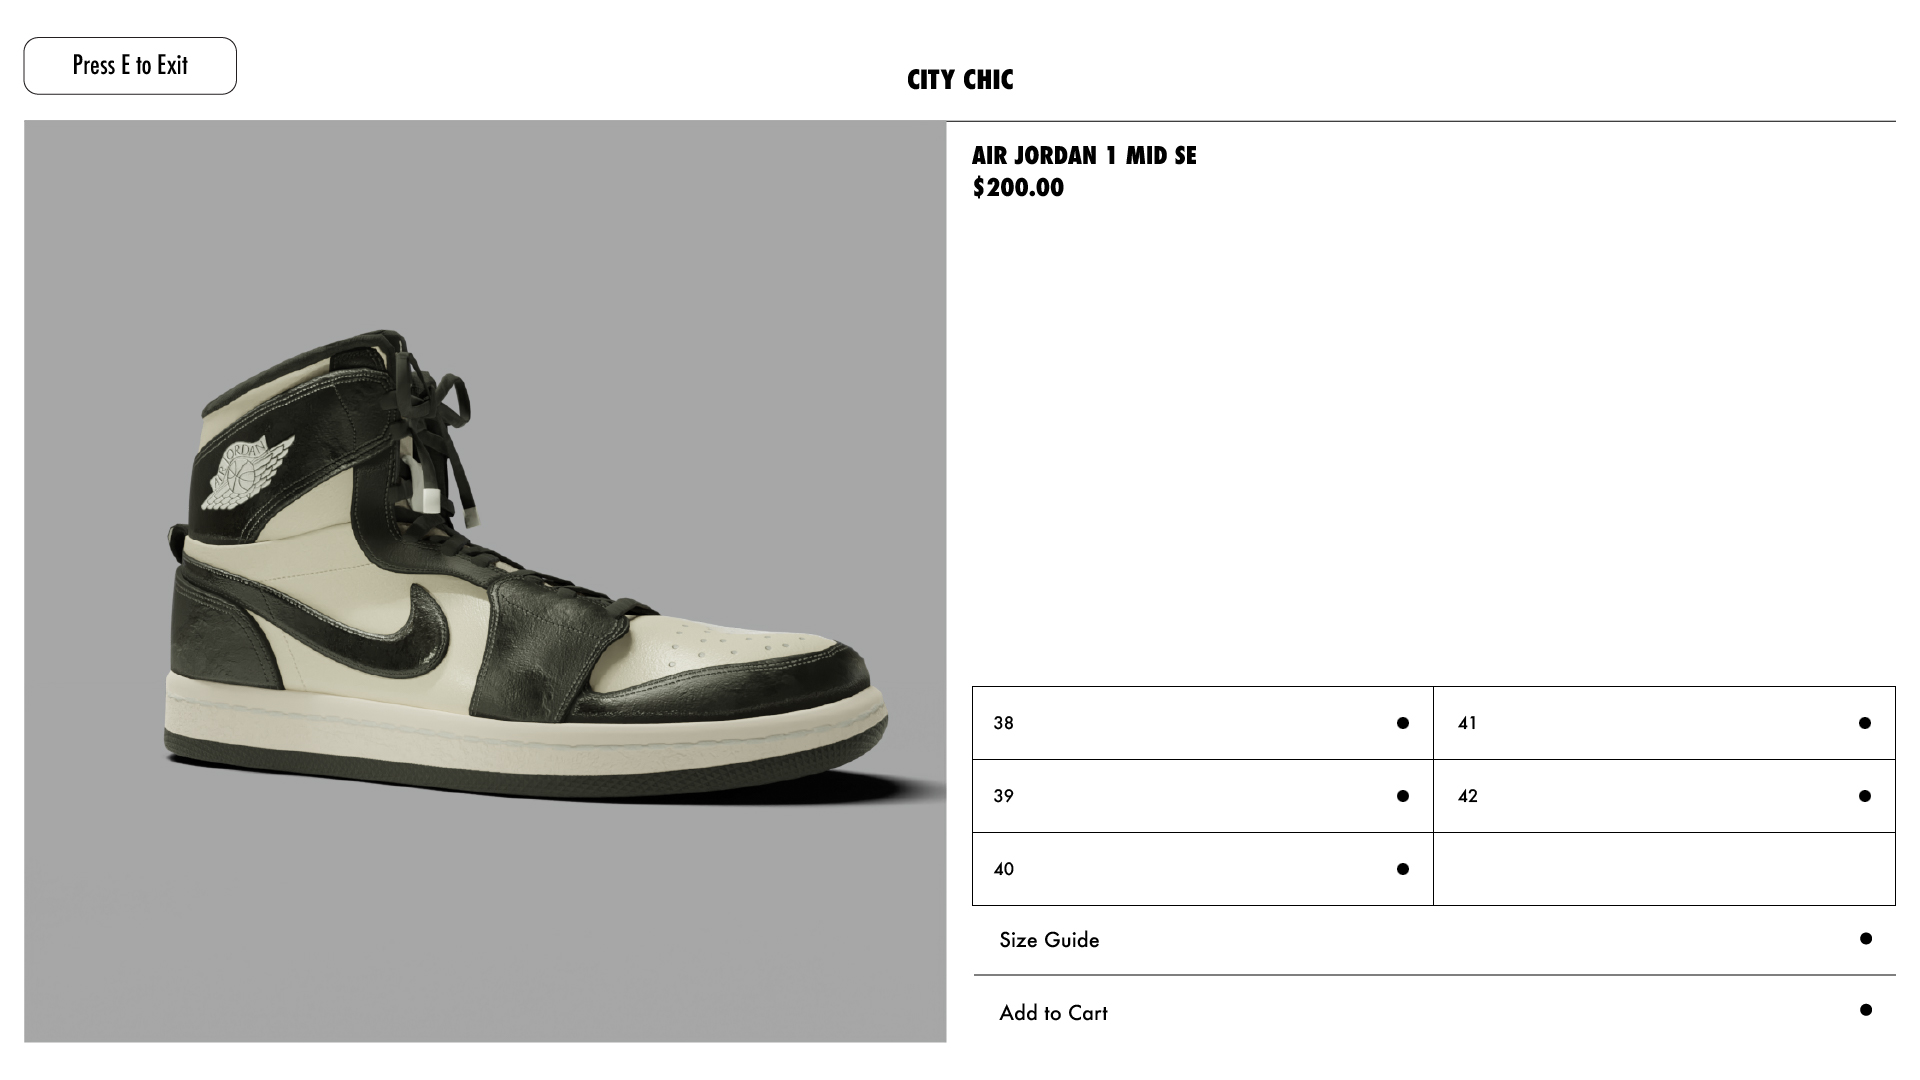 Press E to Exit
CITY CHIC
AIR JORDAN 1 MID SE
$200.00
AIR JORDAN
38
41
39
42
40
Size Guide
Add to Cart